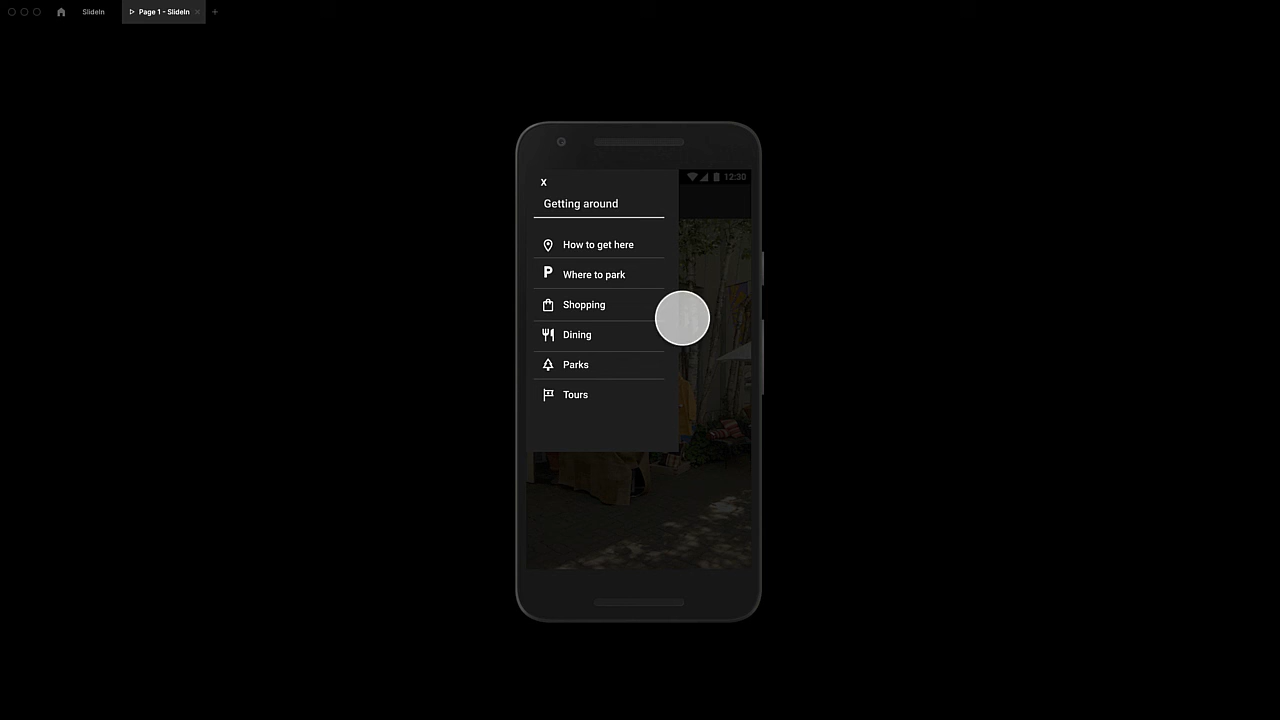 SlideIn
Page 1 - SlideIn
12:30
x
Getting around
How to get here
P Where to park
Shopping
Dining
Parks
Tours